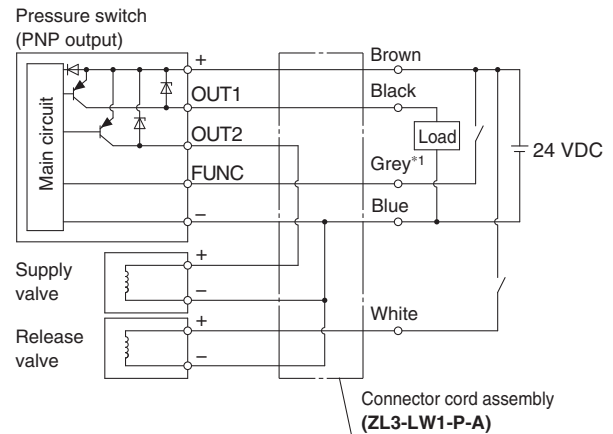 Pressure switch
(PNP output)
Main circuit
+
OUT1
OUT2
FUNC
−
Brown
Black
Load
Grey*1
Blue
24 VDC
Supply
valve
+
−
Release
valve
+
−
White
Connector cord assembly
(ZL3-LW1-P-A)